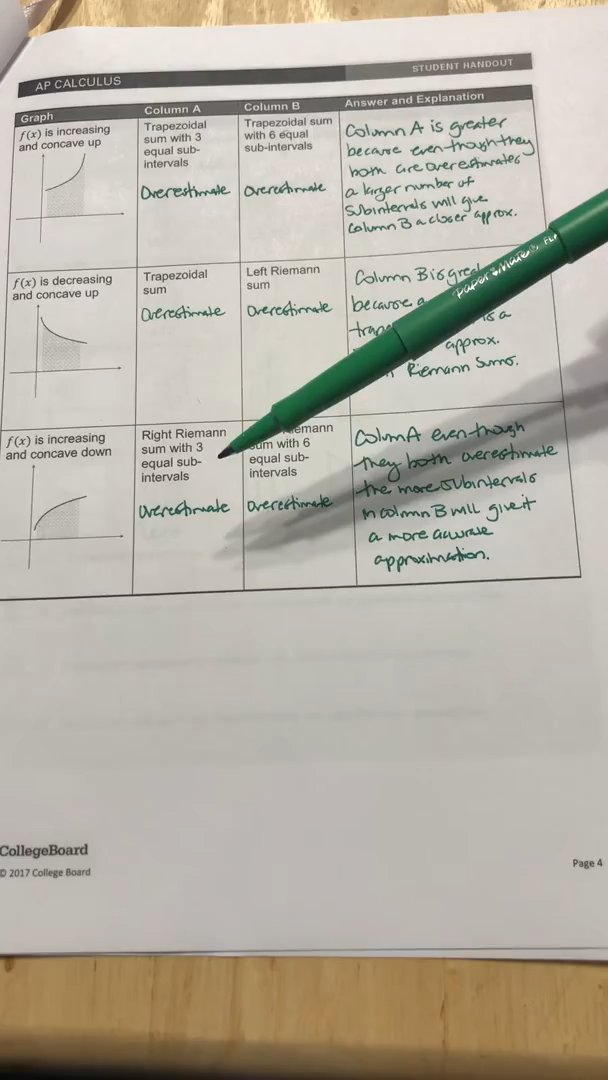 AP CALCULUS
STUDENT HANDOUT
Graph
Column A
Column B
Answer and Explanation
f(x) is increasing
and concave up
Trapezoidal
sum with 3
equal sub-
intervals
Overestimate
Trapezoidal sum
with 6 equal
sub-intervals
Overestimate
Column A is greater
because even though they
both are overestimates
a larger number of
subintervals will give
Column B a closer approx.
f(x) is decreasing
and concave up
Trapezoidal
sum
Overestimate
Left Riemann
sum
Overestimate
Column B is
because
is a
approx.
Riemann Sums.
Paper Mate
f(x) is increasing
and concave down
Right Riemann
sum with 3
equal sub-
intervals
Overestimate
sum with 6
equal sub-
intervals
Overestimate
Column A even though
they both overestimate
the more subintervals
in column B will give it
a more accurate
approximation.
CollegeBoard
© 2017 College Board
Page 4